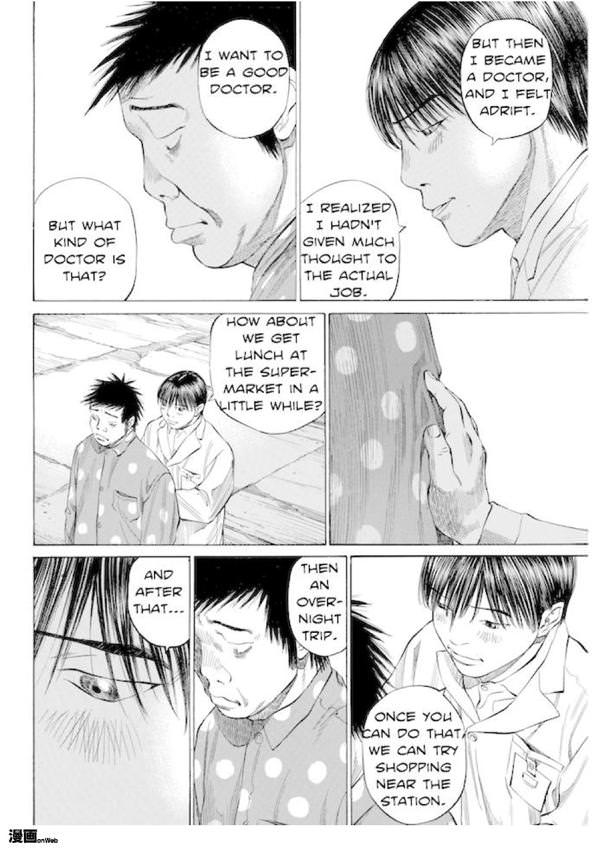 BUT THEN
I BECAME
A DOCTOR,
AND I FELT
ADRIFT.
I REALIZED
I HADN'T
GIVEN MUCH
THOUGHT TO
THE ACTUAL
JOB.
I WANT TO
BE A GOOD
DOCTOR.
BUT WHAT
KIND OF
DOCTOR IS
THAT?
HOW ABOUT
WE GET
LUNCH AT
THE SUPER-
MARKET IN A
LITTLE WHILE?
ONCE YOU
CAN DO THAT,
WE CAN TRY
SHOPPING
NEAR THE
STATION.
THEN
AN
OVER-
NIGHT
TRIP.
AND
AFTER
THAT...
漫画onWeb